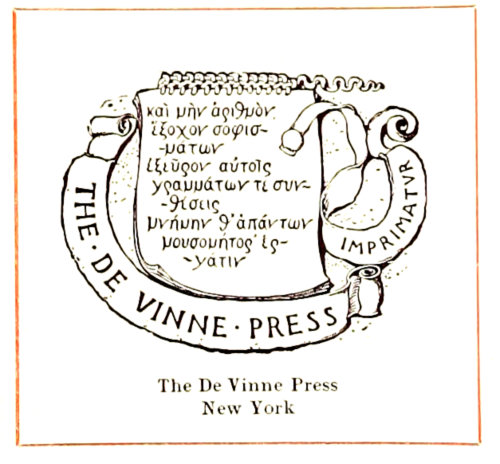 καὶ μὴν ἀριθμὸν
ἔξοχον σοφισ-
-μάτων
ἐξεῦρον αὐτοῖς
γραμμάτων τε συν-
-θέσεις
μνήμην θ' ἁπάντων
μουσομήτορ' ἐρ-
-γάτιν
THE · DE VINNE · PRESS
IMPRIMATVR
The De Vinne Press
New York